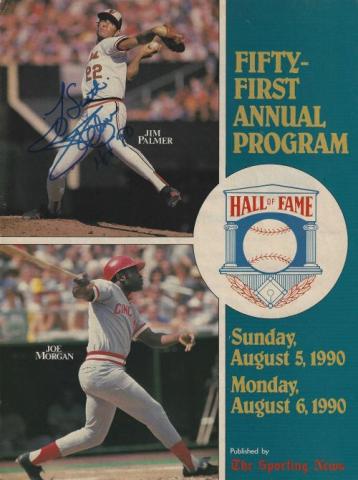 FIFTY-
FIRST
ANNUAL
PROGRAM
22
JIM
PALMER
HALL OF FAME
CINCINNATI
JOE
MORGAN
Sunday,
August 5, 1990
Monday,
August 6, 1990
Published by
The Sporting News